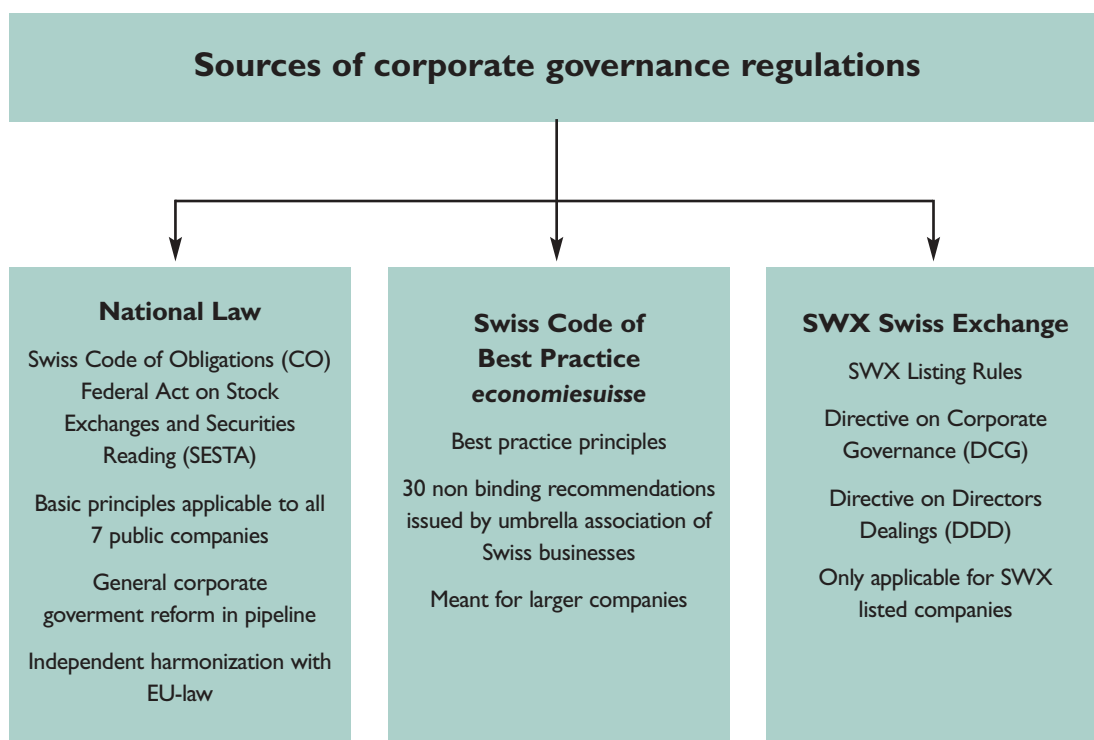 Sources of corporate governance regulations
National Law
Swiss Code of Obligations (CO)
Federal Act on Stock
Exchanges and Securities
Reading (SESTA)
Basic principles applicable to all
7 public companies
General corporate
goverment reform in pipeline
Independent harmonization with
EU-law
Swiss Code of
Best Practice
economiesuisse
Best practice principles
30 non binding recommendations
issued by umbrella association of
Swiss businesses
Meant for larger companies
SWX Swiss Exchange
SWX Listing Rules
Directive on Corporate
Governance (DCG)
Directive on Directors
Dealings (DDD)
Only applicable for SWX
listed companies